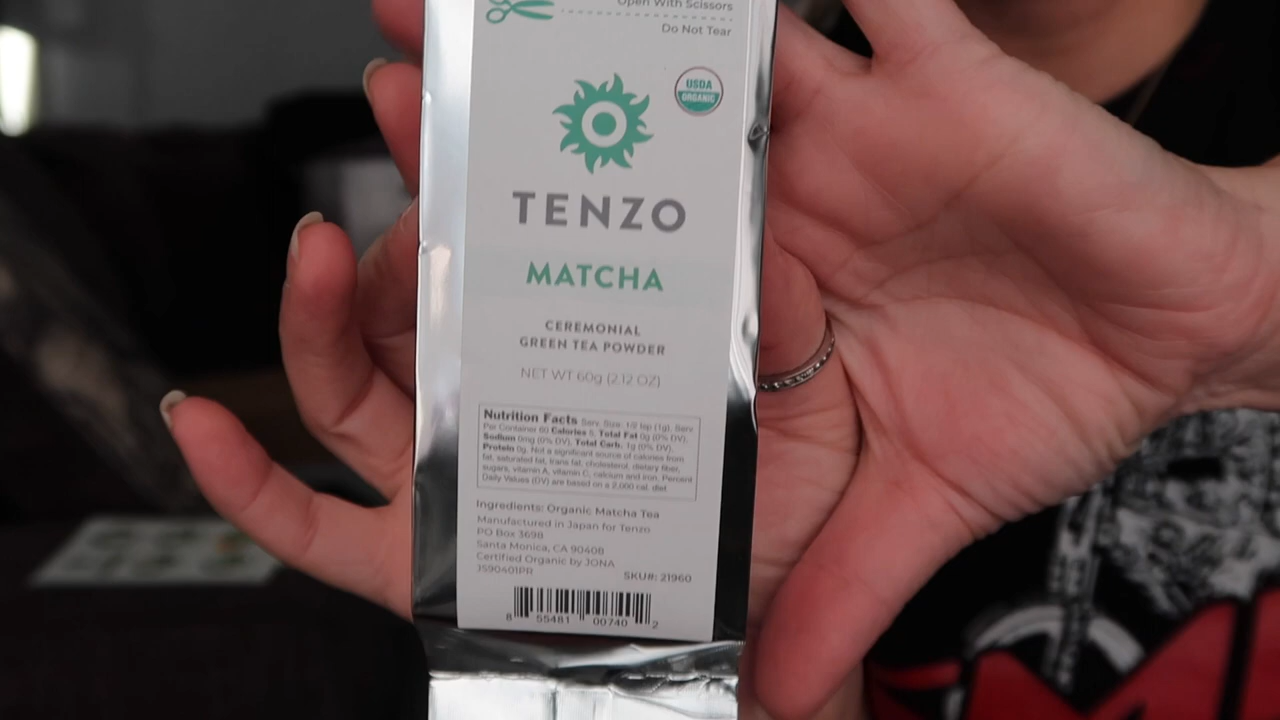 Open With Scissors
Do Not Tear
USDA
ORGANIC
TENZO
MATCHA
CEREMONIAL
GREEN TEA POWDER
NET WT 60g (2.12 OZ)
Nutrition Facts Serv. Size: 1/2 tsp (1g), Serv.
Per Container 60 Calories 5, Total Fat 0g (0% DV),
Sodium 0mg (0% DV), Total Carb. 1g (0% DV),
Protein 0g. Not a significant source of calories from
fat, saturated fat, trans fat, cholesterol, dietary fiber,
sugars, vitamin A, vitamin C, calcium and iron. Percent
Daily Values (DV) are based on a 2,000 cal. diet.
Ingredients: Organic Matcha Tea
Manufactured in Japan for Tenzo
PO Box 3698
Santa Monica, CA 90408
Certified Organic by JONA
JS90401PR
SKU#: 21960
8 55481 00740 2